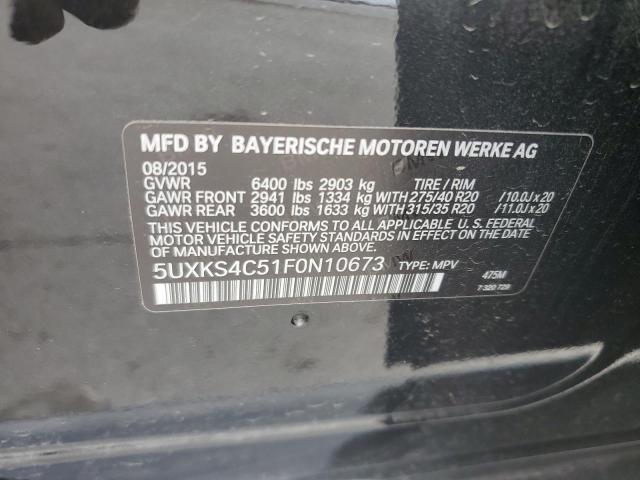 MFD BY BAYERISCHE MOTOREN WERKE AG
08/2015
GVWR 6400 lbs 2903 kg TIRE / RIM
GAWR FRONT 2941 lbs 1334 kg WITH 275/40 R20 / 10.0J x 20
GAWR REAR 3600 lbs 1633 kg WITH 315/35 R20 / 11.0J x 20
THIS VEHICLE CONFORMS TO ALL APPLICABLE U.S. FEDERAL
MOTOR VEHICLE SAFETY STANDARDS IN EFFECT ON THE DATE
OF MANUFACTURE SHOWN ABOVE.
5UXKS4C51F0N10673 TYPE: MPV 475M
7 320 729